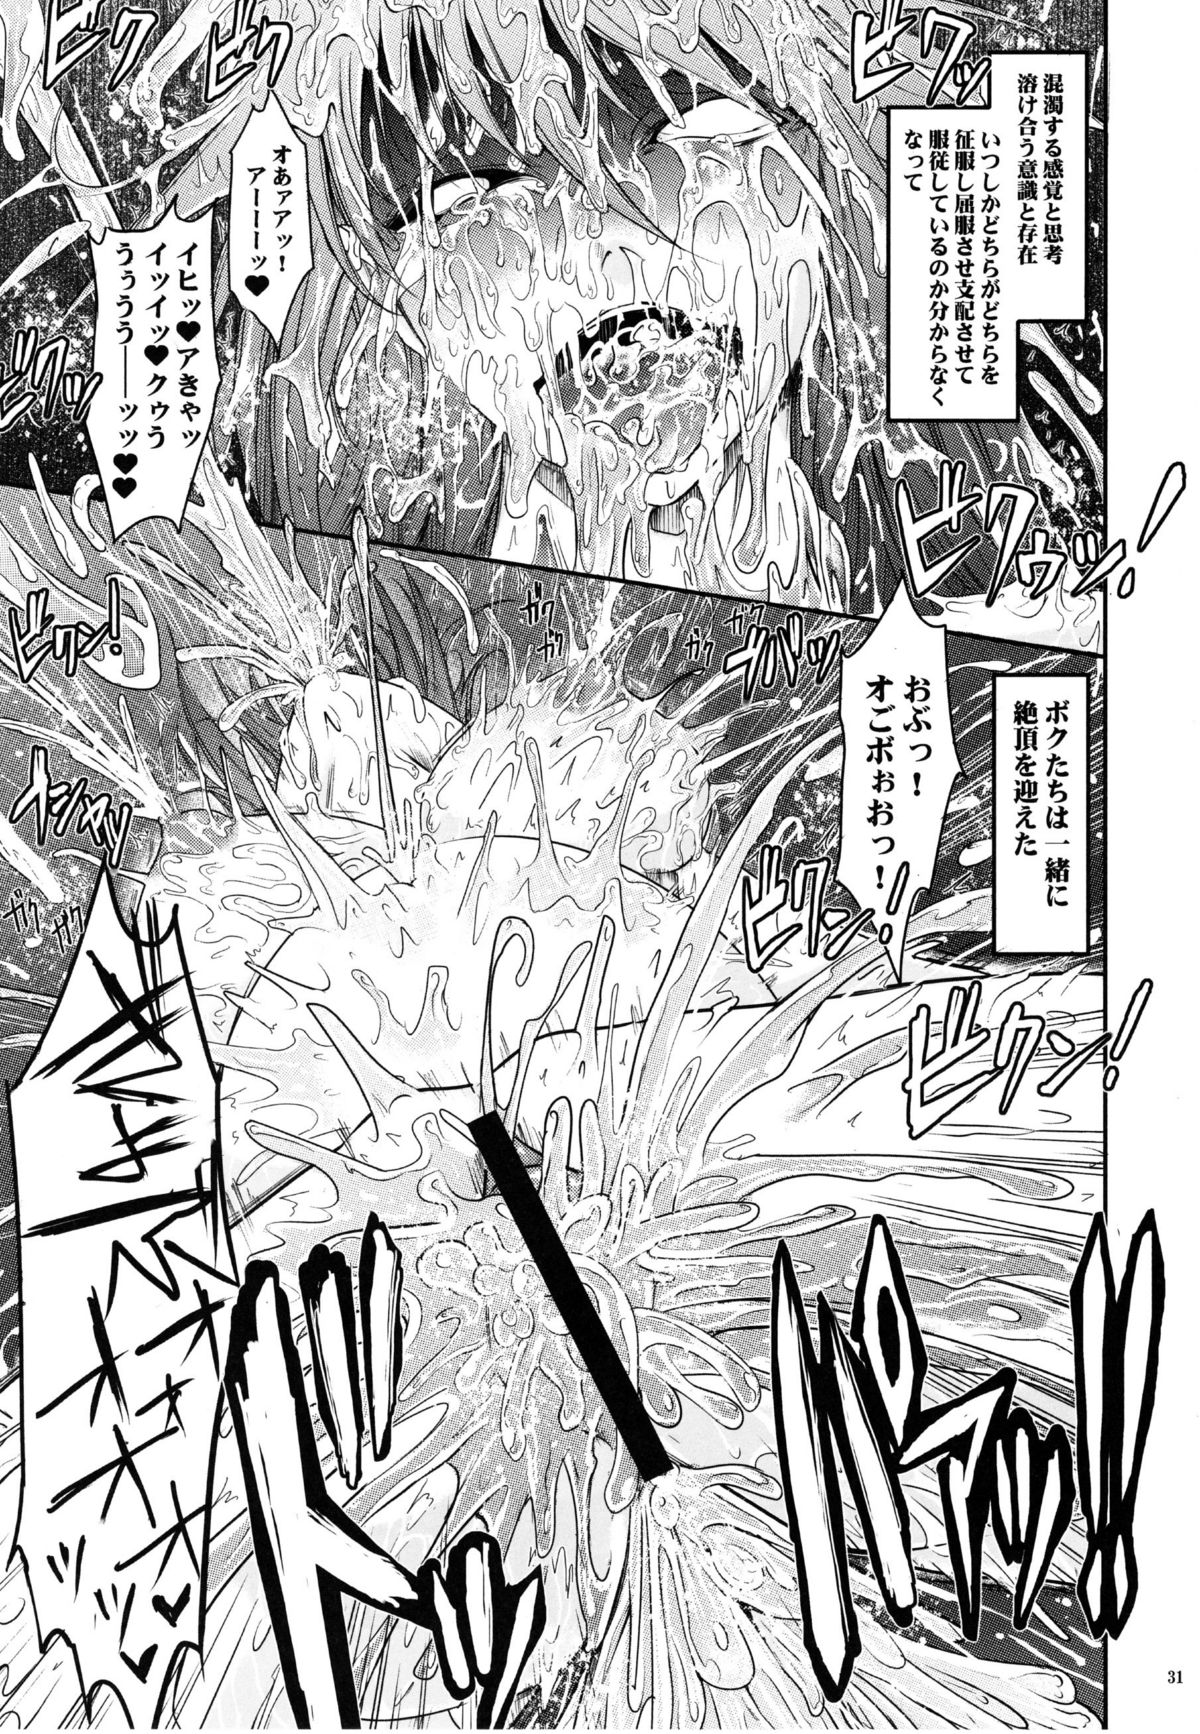 混濁する感覚と思考
溶け合う意識と存在
いつしかどちらがどちらを
征服し屈服させ支配させて
服従しているのか分からなく
なって
ビクッ
ビク
ビク
オあァアッ！
アーーーッ♥
イヒッ♥アきゃッ
イッイッ♥クゥう
うぅうう――ッッ♥♥
ビクッ
ビクゥッ！
ボクたちは一緒に
絶頂を迎えた
おぶっ！
オごボぉおっ！
ブバッ
ガク
ガク
ガク
ガク
ビクン！
ビクン！
ビクン！
ブシャッ
ガク
ガク
31